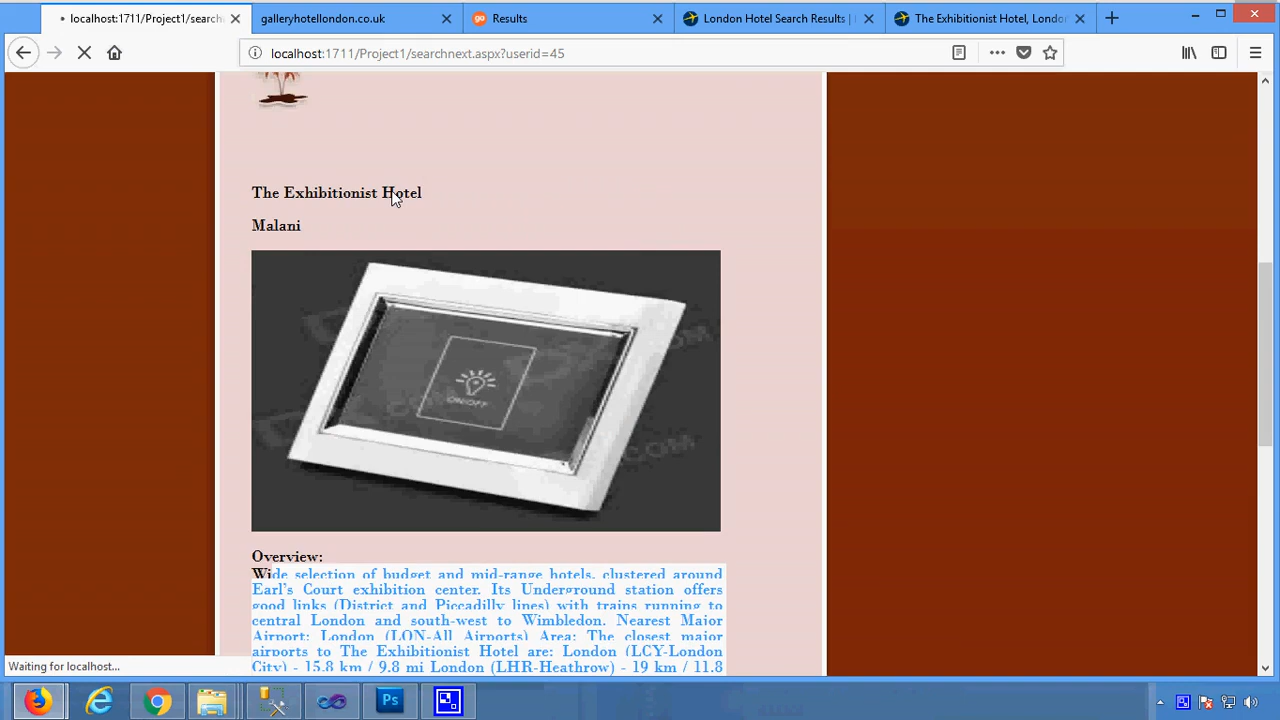 localhost:1711/Project1/search
galleryhotellondon.co.uk
go Results
London Hotel Search Results |
The Exhibitionist Hotel, Londo
localhost:1711/Project1/searchnext.aspx?userid=45
The Exhibitionist Hotel
Malani
ON/OFF
Overview:
Wide selection of budget and mid-range hotels, clustered around
Earl's Court exhibition center. Its Underground station offers
good links (District and Piccadilly lines) with trains running to
central London and south-west to Wimbledon. Nearest Major
Airport: London (LON-All Airports) Area: The closest major
airports to The Exhibitionist Hotel are: London (LCY-London
City) - 15.8 km / 9.8 mi London (LHR-Heathrow) - 19 km / 11.8
Waiting for localhost...
Ps